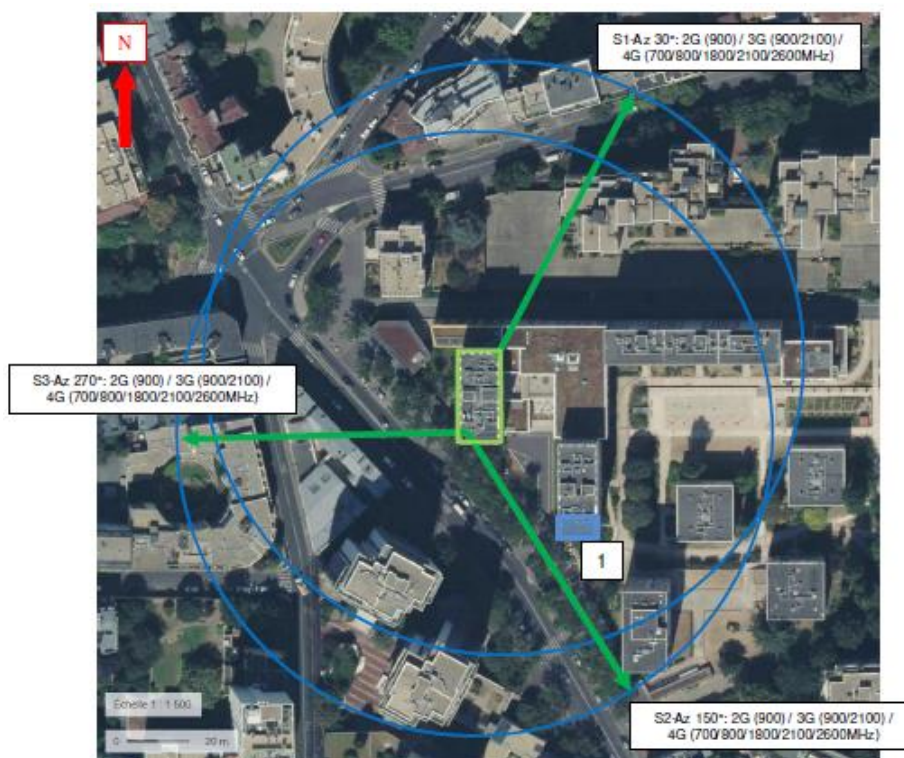 N
S1-Az 30°: 2G (900) / 3G (900/2100) /
4G (700/800/1800/2100/2600MHz)
S3-Az 270°: 2G (900) / 3G (900/2100) /
4G (700/800/1800/2100/2600MHz)
1
S2-Az 150°: 2G (900) / 3G (900/2100) /
4G (700/800/1800/2100/2600MHz)
Echelle 1 : 1 500
0 20 m